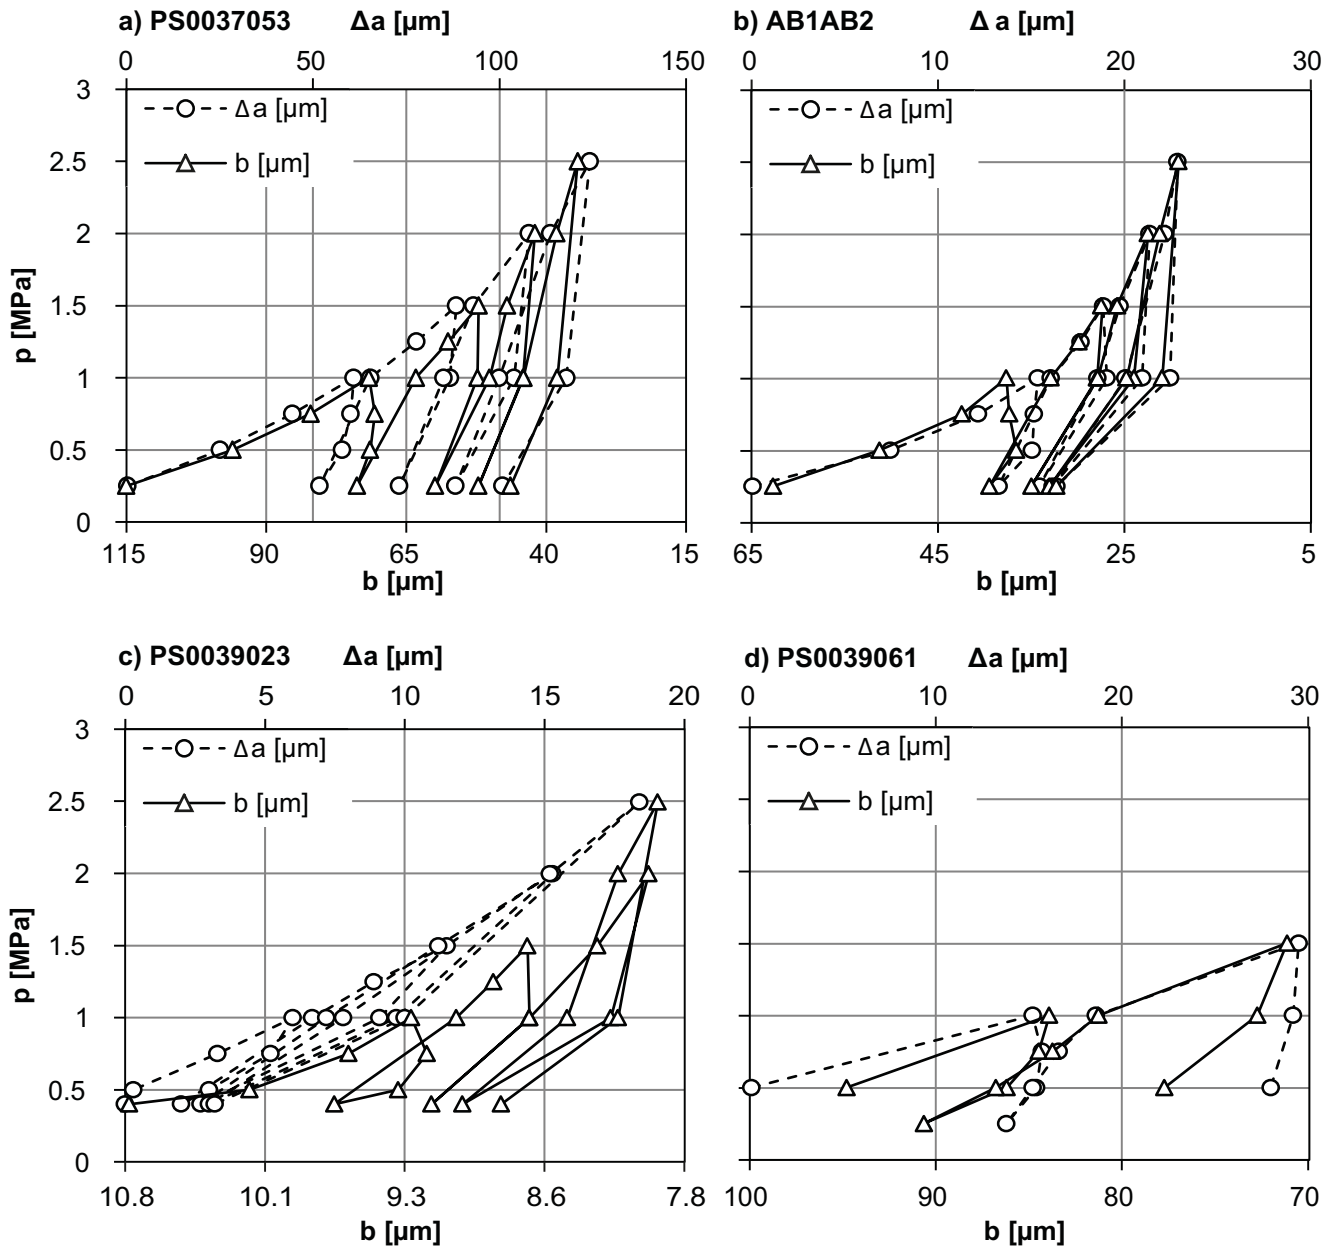 a) PS0037053 Δa [µm]
0 50 100 150
3
2.5
2
1.5
1
0.5
0
p [MPa]
Δa [µm]
b [µm]
115 90 65 40 15
b [µm]
b) AB1AB2 Δ a [µm]
0 10 20 30
Δa [µm]
b [µm]
65 45 25 5
b [µm]
c) PS0039023 Δa [µm]
0 5 10 15 20
3
2.5
2
1.5
1
0.5
0
p [MPa]
Δa [µm]
b [µm]
10.8 10.1 9.3 8.6 7.8
b [µm]
d) PS0039061 Δa [µm]
0 10 20 30
Δa [µm]
b [µm]
100 90 80 70
b [µm]